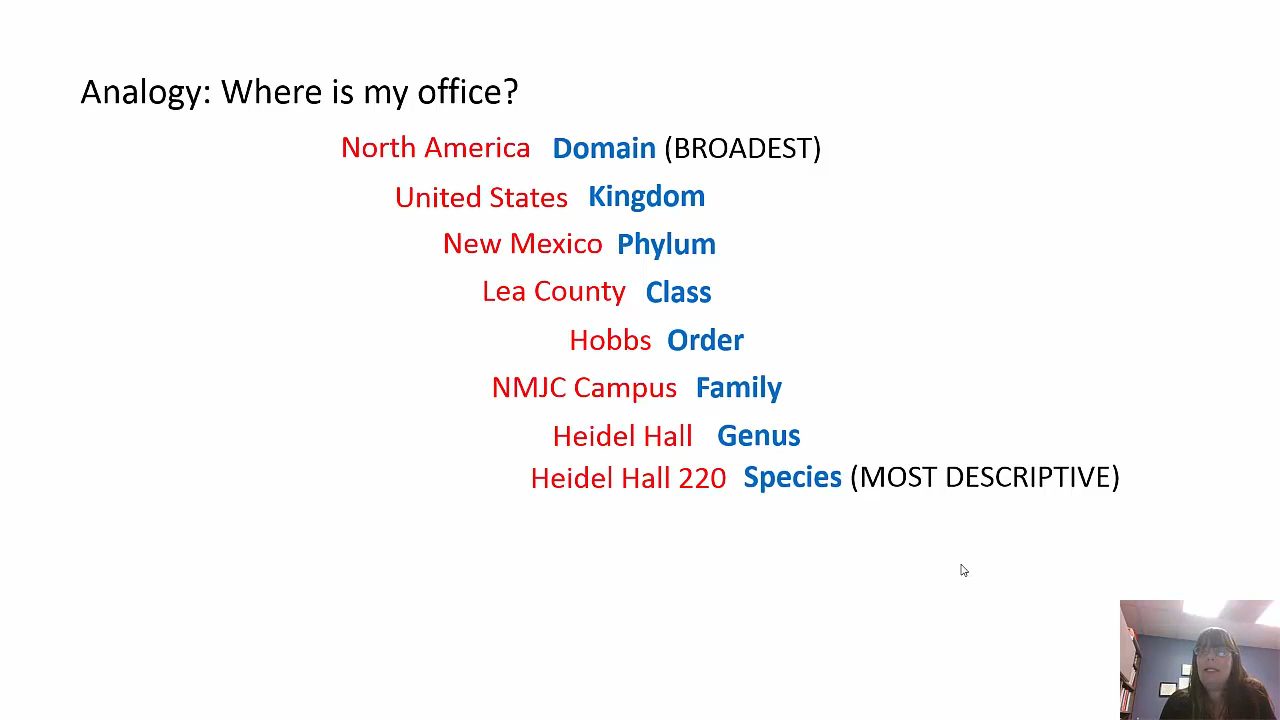 Analogy: Where is my office?
North America Domain (BROADEST)
United States Kingdom
New Mexico Phylum
Lea County Class
Hobbs Order
NMJC Campus Family
Heidel Hall Genus
Heidel Hall 220 Species (MOST DESCRIPTIVE)